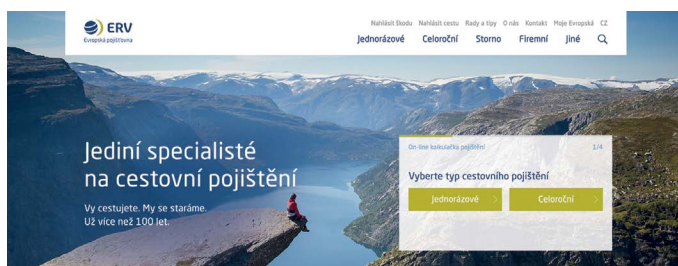 ERV
Evropská pojišťovna
Nahlásit škodu Nahlásit cestu Rady a tipy O nás Kontakt Moje Evropská CZ
Jednorázové Celoroční Storno Firemní Jiné
Jediní specialisté
na cestovní pojištění
Vy cestujete. My se staráme.
Už více než 100 let.
On-line kalkulačka pojištění 1/4
Vyberte typ cestovního pojištění
Jednorázové Celoroční